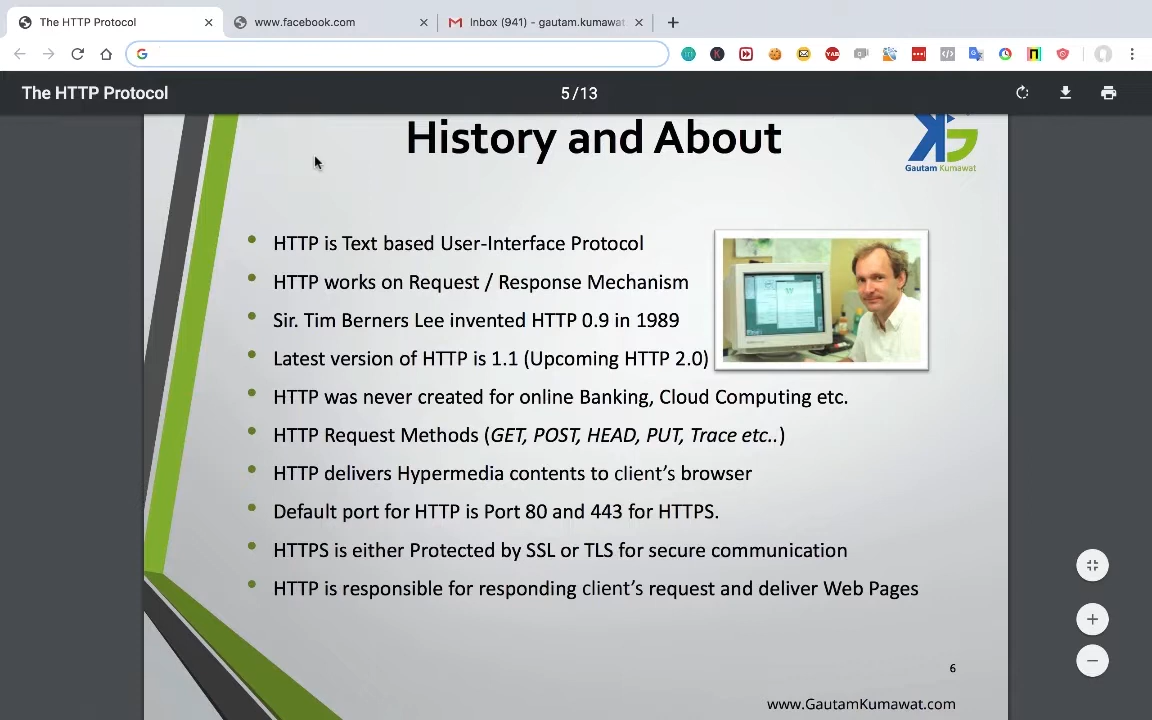 The HTTP Protocol
www.facebook.com
Inbox (941) - gautam.kumawat
The HTTP Protocol
5/13
History and About
Gautam Kumawat
HTTP is Text based User-Interface Protocol
HTTP works on Request / Response Mechanism
Sir. Tim Berners Lee invented HTTP 0.9 in 1989
Latest version of HTTP is 1.1 (Upcoming HTTP 2.0)
HTTP was never created for online Banking, Cloud Computing etc.
HTTP Request Methods (GET, POST, HEAD, PUT, Trace etc..)
HTTP delivers Hypermedia contents to client’s browser
Default port for HTTP is Port 80 and 443 for HTTPS.
HTTPS is either Protected by SSL or TLS for secure communication
HTTP is responsible for responding client’s request and deliver Web Pages
6
www.GautamKumawat.com